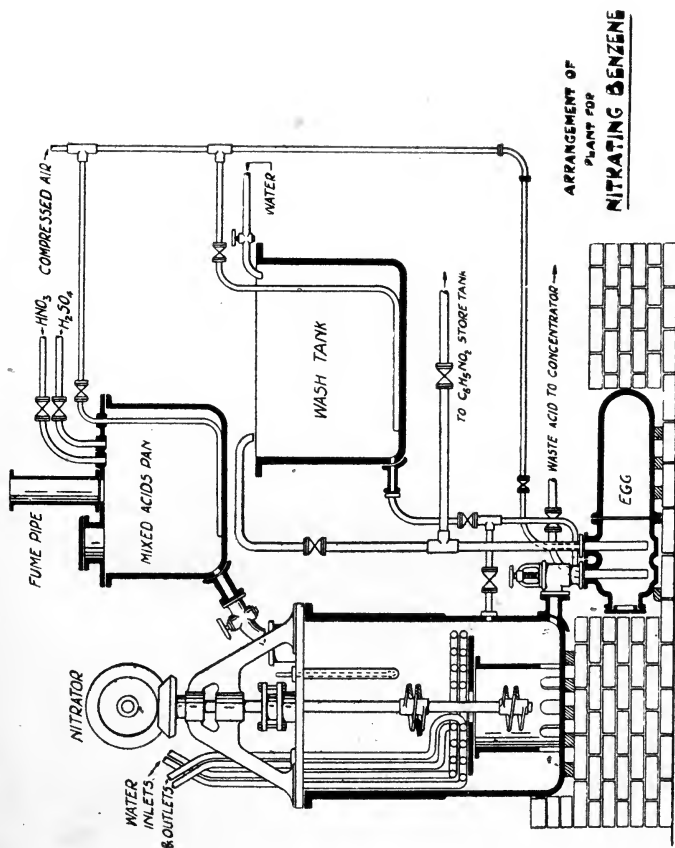 FUME PIPE
HNO3
H2SO4
COMPRESSED AIR
MIXED ACIDS PAN
NITRATOR
WATER
INLETS
& OUTLETS
WATER
WASH TANK
TO C6H5NO2 STORE TANK
WASTE ACID TO CONCENTRATOR
EGG
ARRANGEMENT OF
PLANT FOR
NITRATING BENZENE